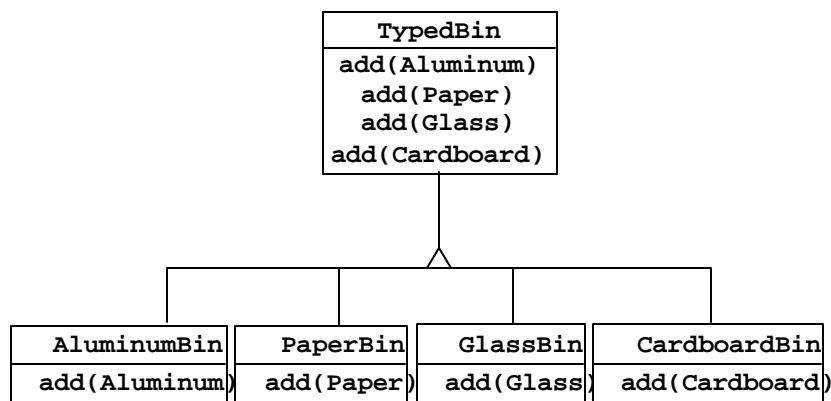 TypedBin
add(Aluminum)
add(Paper)
add(Glass)
add(Cardboard)
AluminumBin
add(Aluminum)
PaperBin
add(Paper)
GlassBin
add(Glass)
CardboardBin
add(Cardboard)